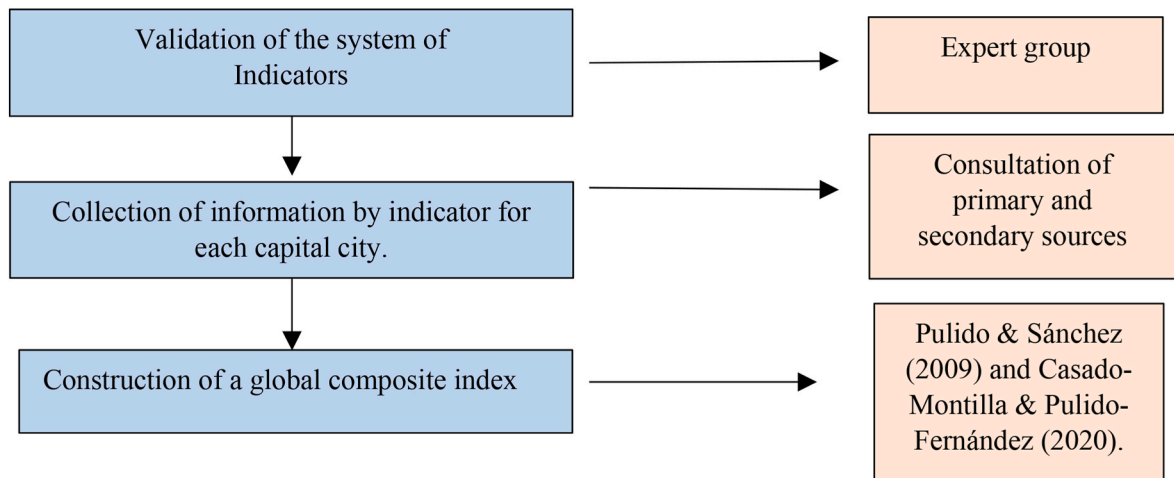 Validation of the system of
Indicators
Expert group
Collection of information by indicator for
each capital city.
Consultation of
primary and
secondary sources
Construction of a global composite index
Pulido & Sánchez
(2009) and Casado-
Montilla & Pulido-
Fernández (2020).